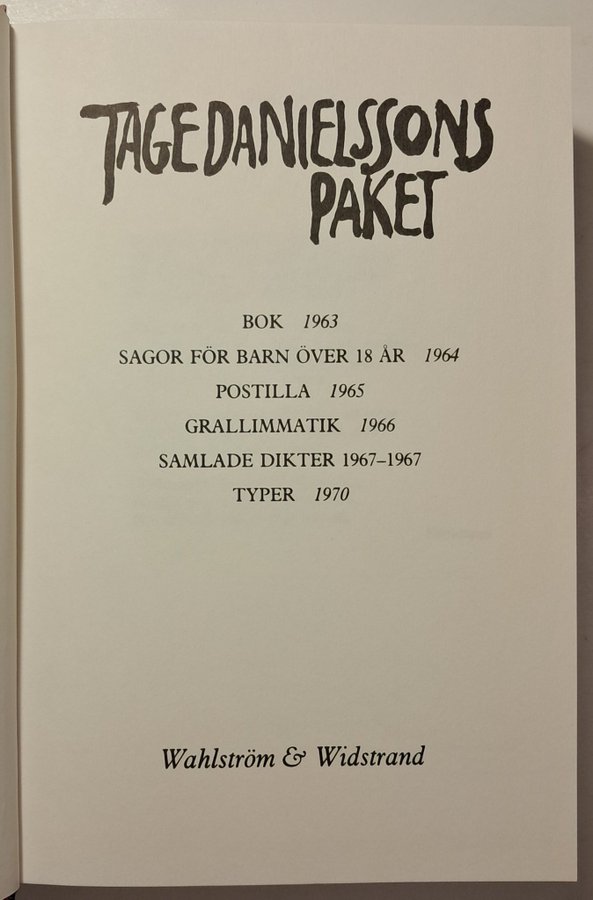 TAGE DANIELSSONS
PAKET
BOK 1963
SAGOR FÖR BARN ÖVER 18 ÅR 1964
POSTILLA 1965
GRALLIMMATIK 1966
SAMLADE DIKTER 1967–1967
TYPER 1970
Wahlström & Widstrand